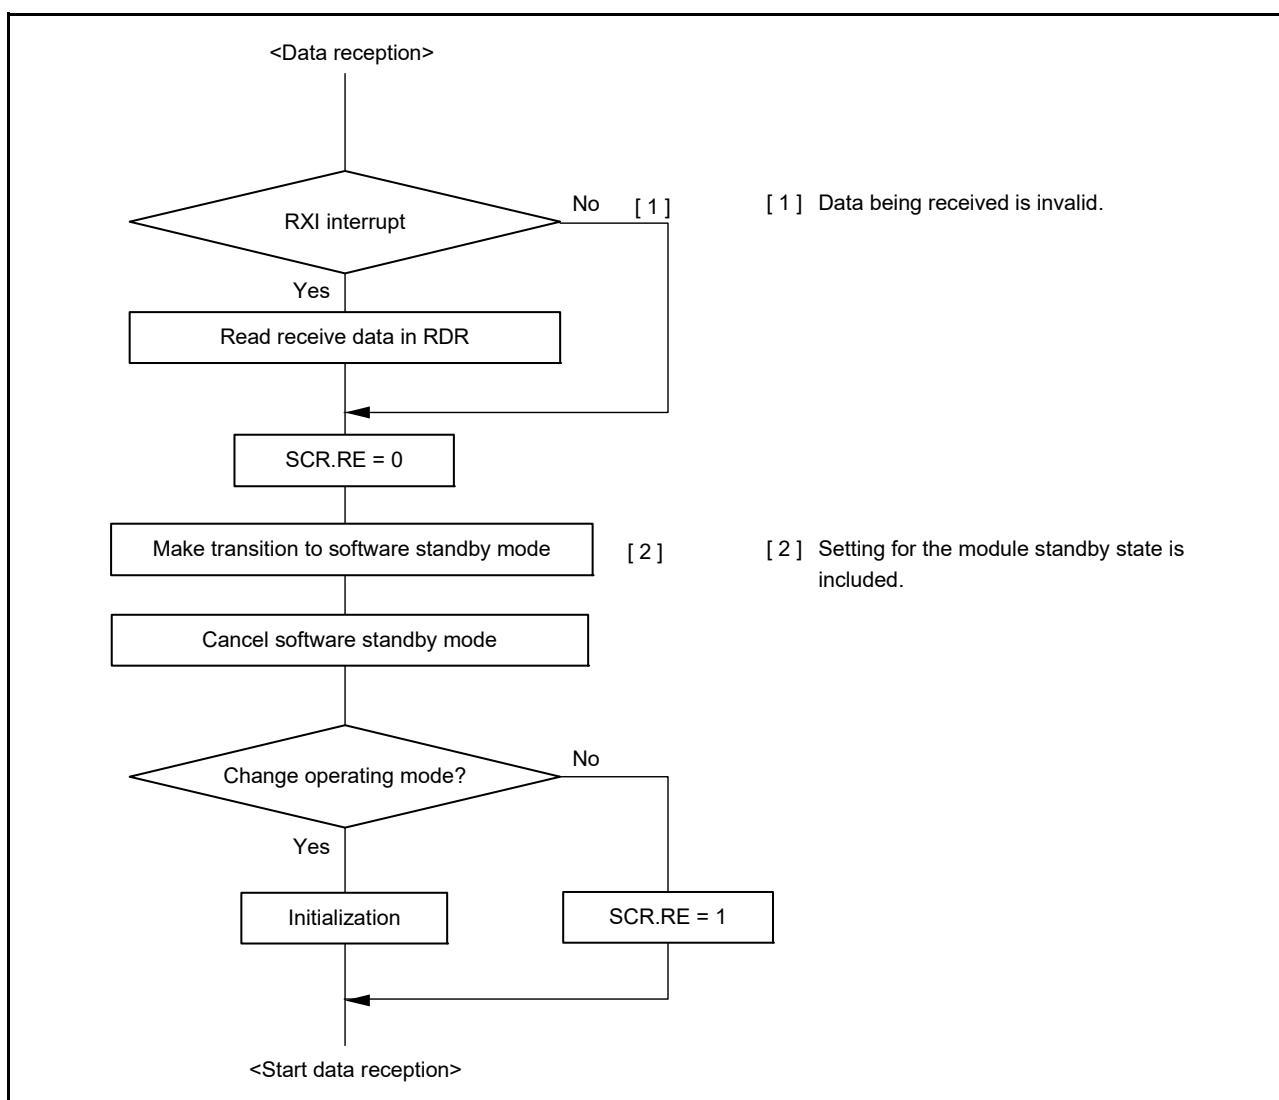 <Data reception>
No [ 1 ]
[ 1 ] Data being received is invalid.
RXI interrupt
Yes
Read receive data in RDR
SCR.RE = 0
Make transition to software standby mode [ 2 ]
[ 2 ] Setting for the module standby state is
included.
Cancel software standby mode
No
Change operating mode?
Yes
Initialization
SCR.RE = 1
<Start data reception>